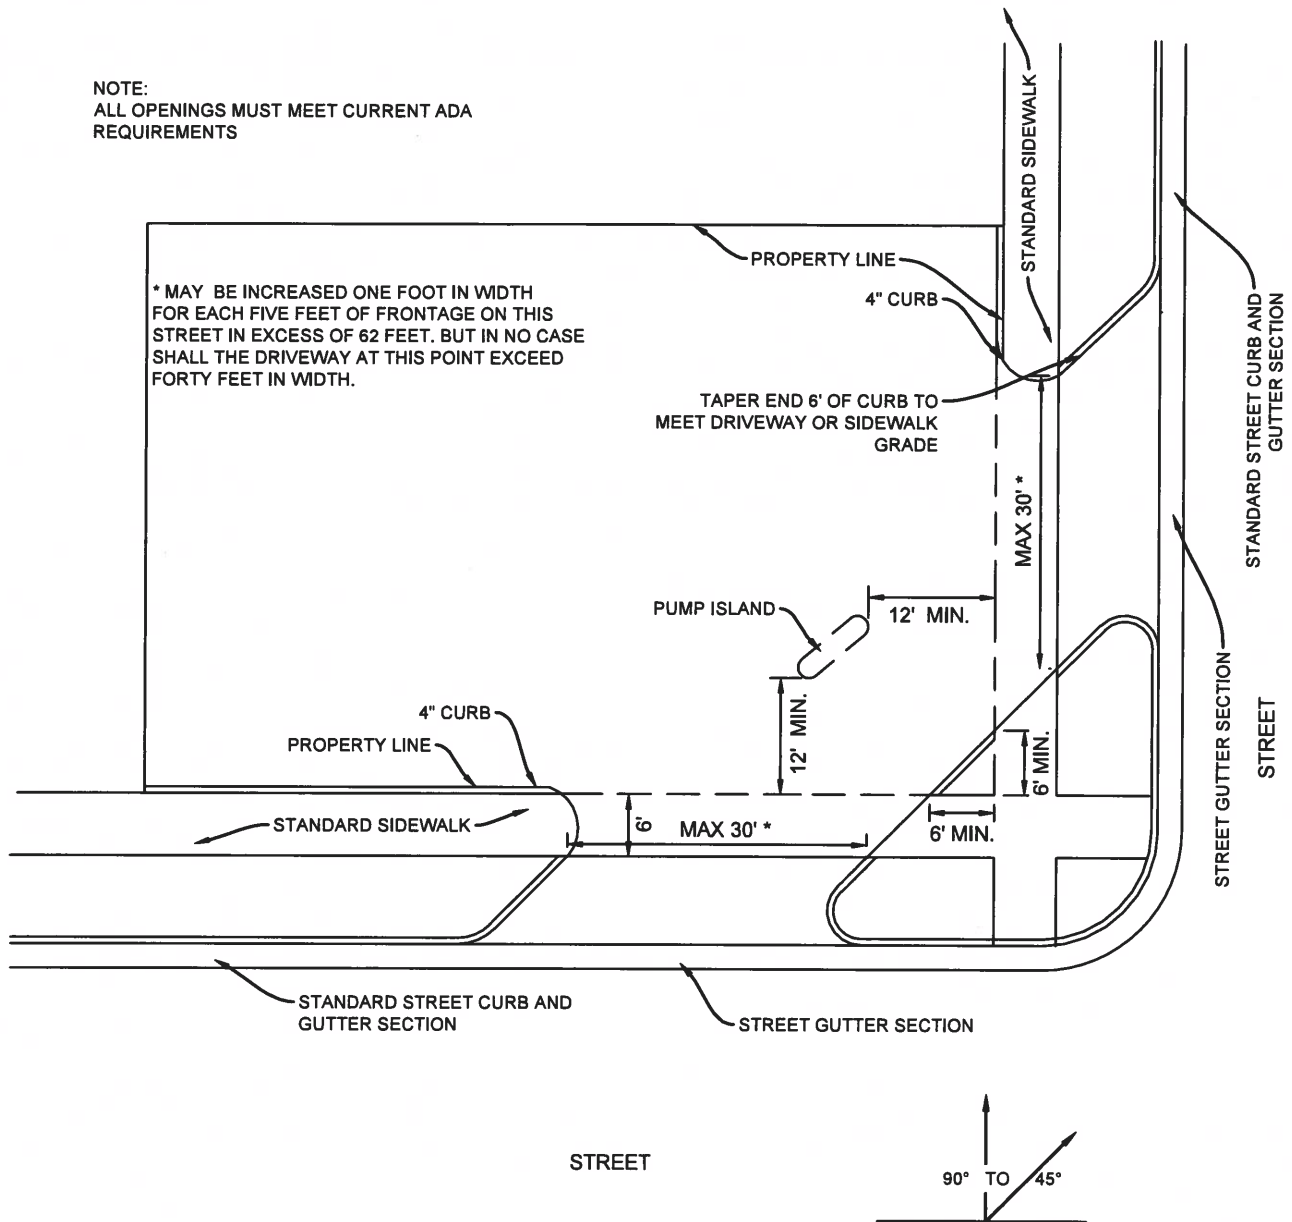 NOTE:
ALL OPENINGS MUST MEET CURRENT ADA
REQUIREMENTS
STANDARD SIDEWALK
PROPERTY LINE
4" CURB
* MAY BE INCREASED ONE FOOT IN WIDTH
FOR EACH FIVE FEET OF FRONTAGE ON THIS
STREET IN EXCESS OF 62 FEET. BUT IN NO CASE
SHALL THE DRIVEWAY AT THIS POINT EXCEED
FORTY FEET IN WIDTH.
TAPER END 6' OF CURB TO
MEET DRIVEWAY OR SIDEWALK
GRADE
STANDARD STREET CURB AND
GUTTER SECTION
MAX 30' *
PUMP ISLAND
12' MIN.
12' MIN.
STREET GUTTER SECTION
STREET
4" CURB
PROPERTY LINE
6' MIN.
STANDARD SIDEWALK
6'
MAX 30' *
6' MIN.
STANDARD STREET CURB AND
GUTTER SECTION
STREET GUTTER SECTION
STREET
90° TO 45°